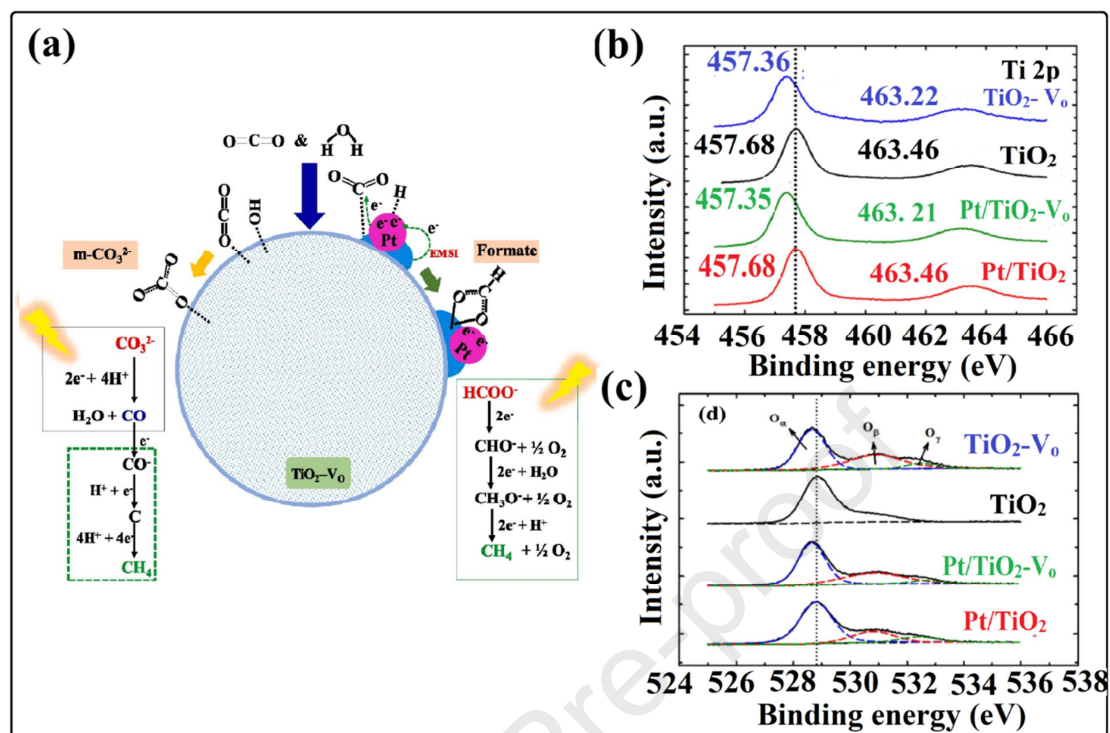 (a)
O=C=O & H O H
O=C=O
HO
C O O H
e⁻
e⁻ e⁻
Pt
e⁻
EMSI
m-CO₃²⁻
Formate
H
C
O O
e⁻ e⁻
Pt
CO₃²⁻
2e⁻ + 4H⁺
H₂O + CO
e⁻
CO⁻
H⁺ + e⁻
C
4H⁺ + 4e⁻
CH₄
TiO₂–V₀
HCOO⁻
2e⁻
CHO⁻ + ½ O₂
2e⁻ + H₂O
CH₃O⁻ + ½ O₂
2e⁻ + H⁺
CH₄ + ½ O₂
(b)
Ti 2p
457.36 463.22 TiO₂- V₀
457.68 463.46 TiO₂
457.35 463. 21 Pt/TiO₂-V₀
457.68 463.46 Pt/TiO₂
Intensity (a.u.)
454 456 458 460 462 464 466
Binding energy (eV)
(c)
(d)
Oα Oβ Oγ
TiO₂-V₀
TiO₂
Pt/TiO₂-V₀
Pt/TiO₂
Intensity (a.u.)
524 526 528 530 532 534 536 538
Binding energy (eV)
Pre-proof